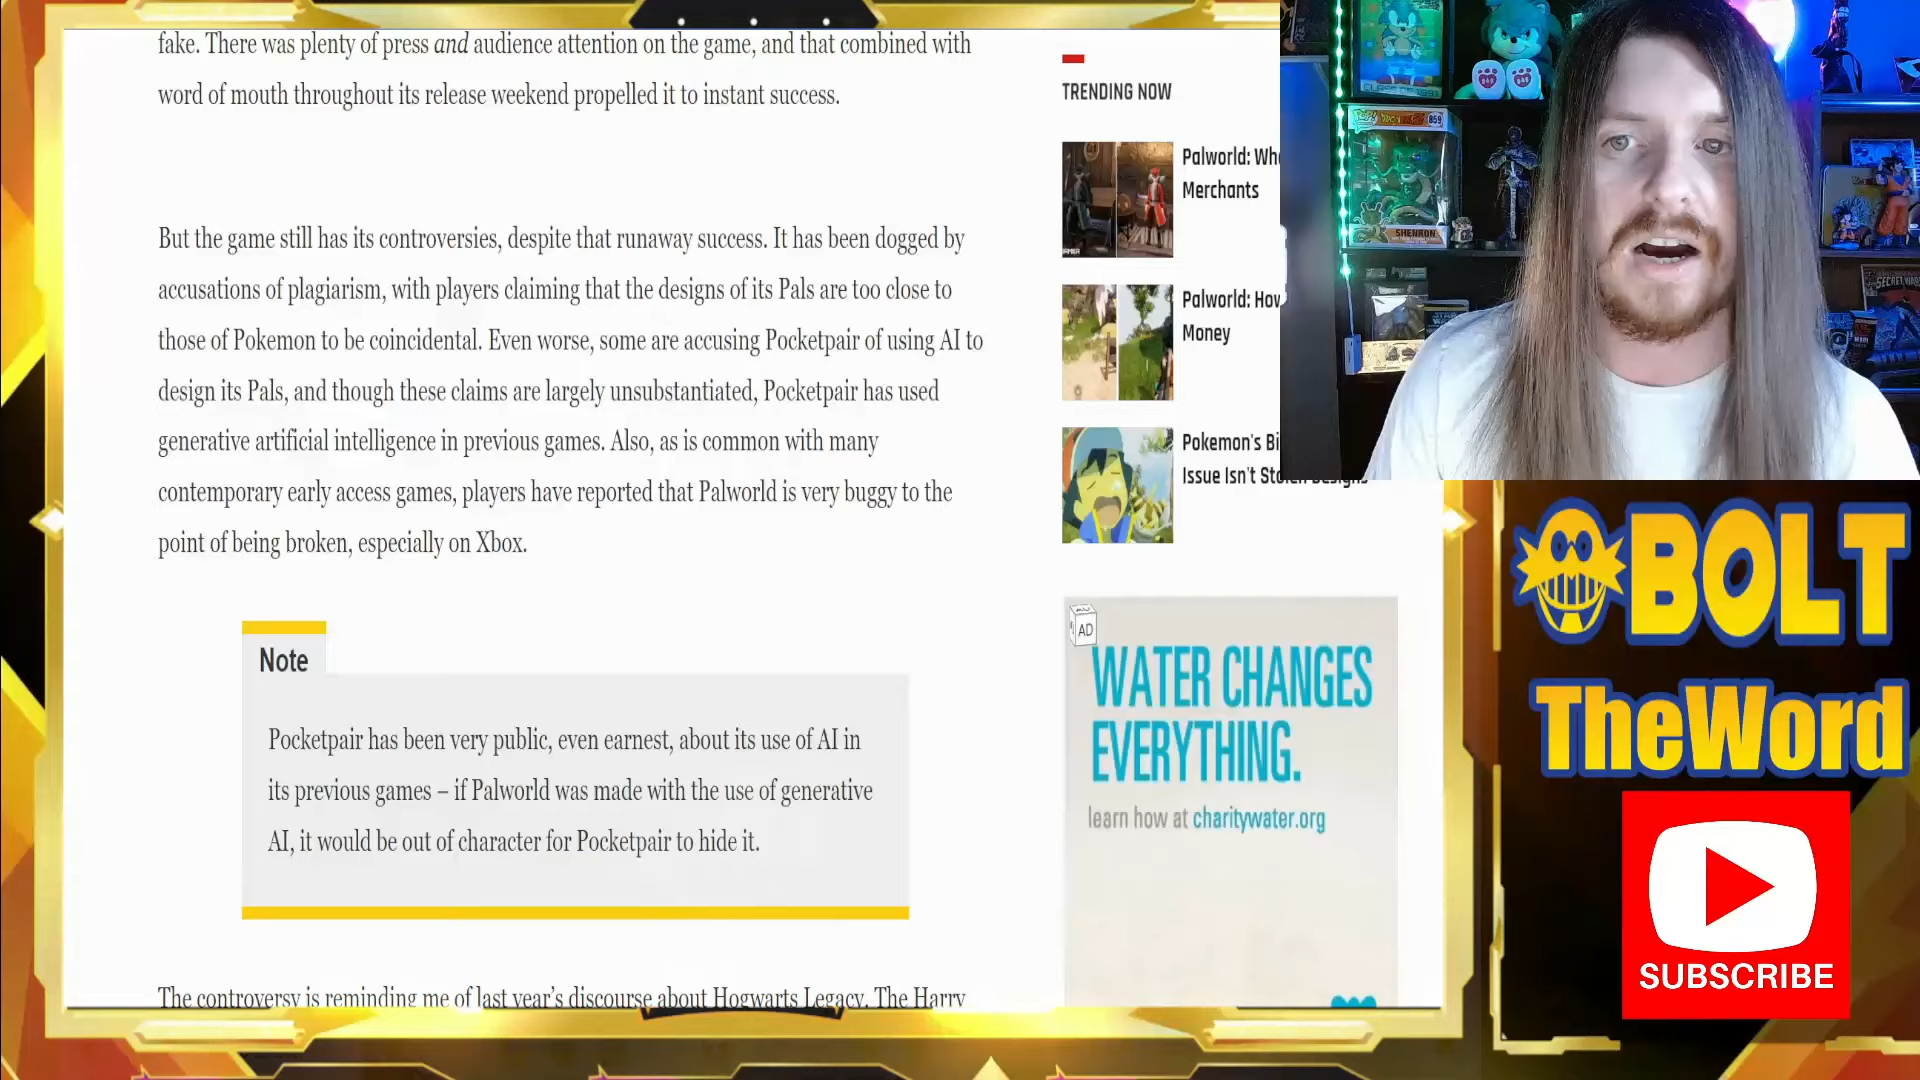 fake. There was plenty of press and audience attention on the game, and that combined with
word of mouth throughout its release weekend propelled it to instant success.
But the game still has its controversies, despite that runaway success. It has been dogged by
accusations of plagiarism, with players claiming that the designs of its Pals are too close to
those of Pokemon to be coincidental. Even worse, some are accusing Pocketpair of using AI to
design its Pals, and though these claims are largely unsubstantiated, Pocketpair has used
generative artificial intelligence in previous games. Also, as is common with many
contemporary early access games, players have reported that Palworld is very buggy to the
point of being broken, especially on Xbox.
Note
Pocketpair has been very public, even earnest, about its use of AI in
its previous games – if Palworld was made with the use of generative
AI, it would be out of character for Pocketpair to hide it.
The controversy is reminding me of last year's discourse about Hogwarts Legacy. The Harry
TRENDING NOW
Palworld:
Merchants
Palworld:
Money
Pokemon's
Issue Isn't
AD
WATER CHANGES
EVERYTHING.
learn how at charitywater.org
859
SHENRON
SECRET WARS
BOLT
TheWord
SUBSCRIBE